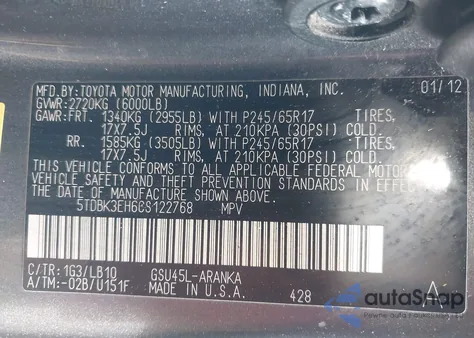 MFD.BY:TOYOTA MOTOR MANUFACTURING, INDIANA, INC. 01/12
GVWR:2720KG (6000LB)
GAWR:FRT. 1340KG (2955LB) WITH P245/65R17 TIRES,
17X7.5J RIMS, AT 210KPA (30PSI) COLD.
RR. 1585KG (3505LB) WITH P245/65R17 TIRES,
17X7.5J RIMS, AT 210KPA (30PSI) COLD.
THIS VEHICLE CONFORMS TO ALL APPLICABLE FEDERAL MOTOR
VEHICLE SAFETY AND THEFT PREVENTION STANDARDS IN EFFECT ON
THE DATE OF MANUFACTURE SHOWN ABOVE.
5TDBK3EH6CS122768 MPV
C/TR:1G3/LB10 GSU45L-ARANKA A
A/TM:-02B/U151F MADE IN U.S.A. 428
autoSnap